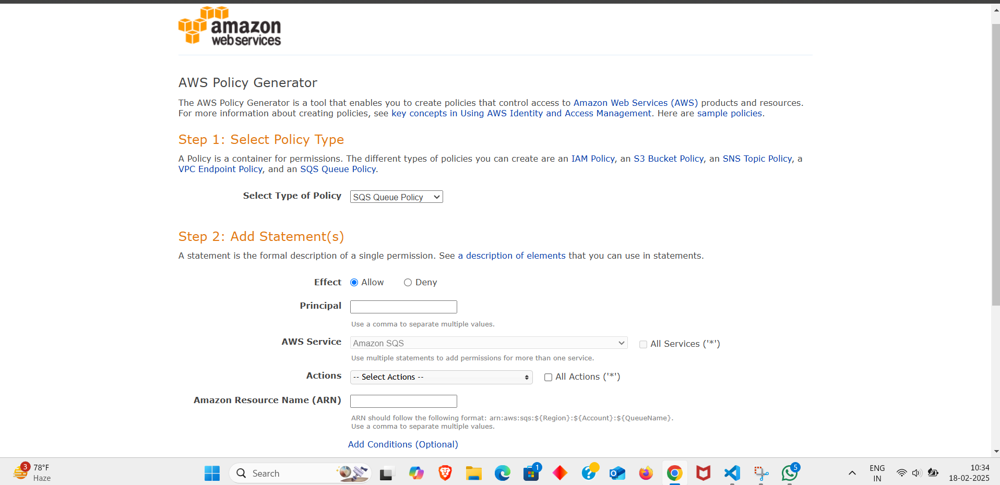 amazon
webservices
AWS Policy Generator
The AWS Policy Generator is a tool that enables you to create policies that control access to Amazon Web Services (AWS) products and resources.
For more information about creating policies, see key concepts in Using AWS Identity and Access Management. Here are sample policies.
Step 1: Select Policy Type
A Policy is a container for permissions. The different types of policies you can create are an IAM Policy, an S3 Bucket Policy, an SNS Topic Policy, a
VPC Endpoint Policy, and an SQS Queue Policy.
Select Type of Policy SQS Queue Policy
Step 2: Add Statement(s)
A statement is the formal description of a single permission. See a description of elements that you can use in statements.
Effect Allow Deny
Principal
Use a comma to separate multiple values.
AWS Service Amazon SQS All Services ('*')
Use multiple statements to add permissions for more than one service.
Actions -- Select Actions -- All Actions ('*')
Amazon Resource Name (ARN)
ARN should follow the following format: arn:aws:sqs:${Region}:${Account}:${QueueName}.
Use a comma to separate multiple values.
Add Conditions (Optional)
3 78°F
Haze
Search
1
5
ENG
IN
10:34
18-02-2025